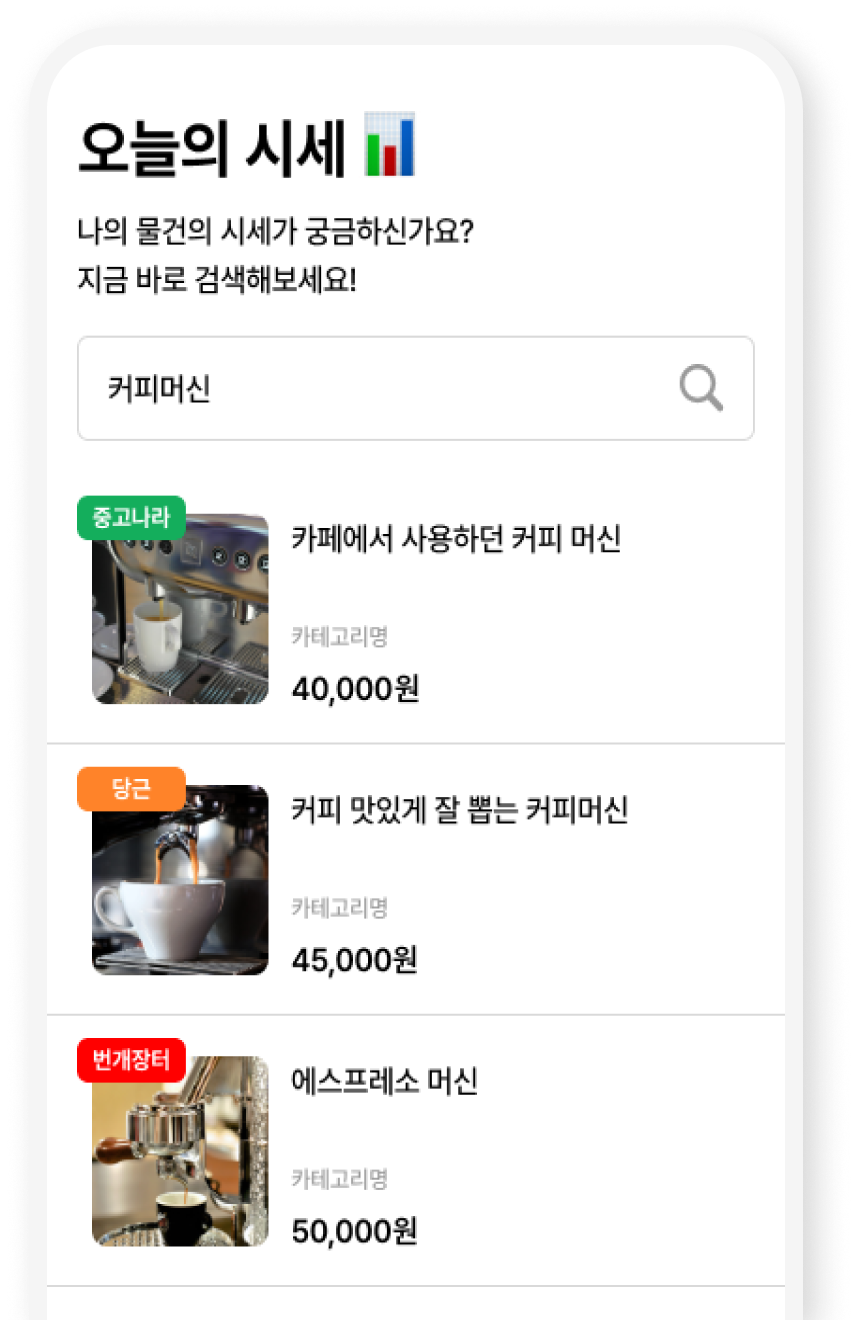 오늘의 시세
나의 물건의 시세가 궁금하신가요?
지금 바로 검색해보세요!
커피머신
중고나라
카페에서 사용하던 커피 머신
카테고리명
40,000원
당근
커피 맛있게 잘 뽑는 커피머신
카테고리명
45,000원
번개장터
에스프레소 머신
카테고리명
50,000원